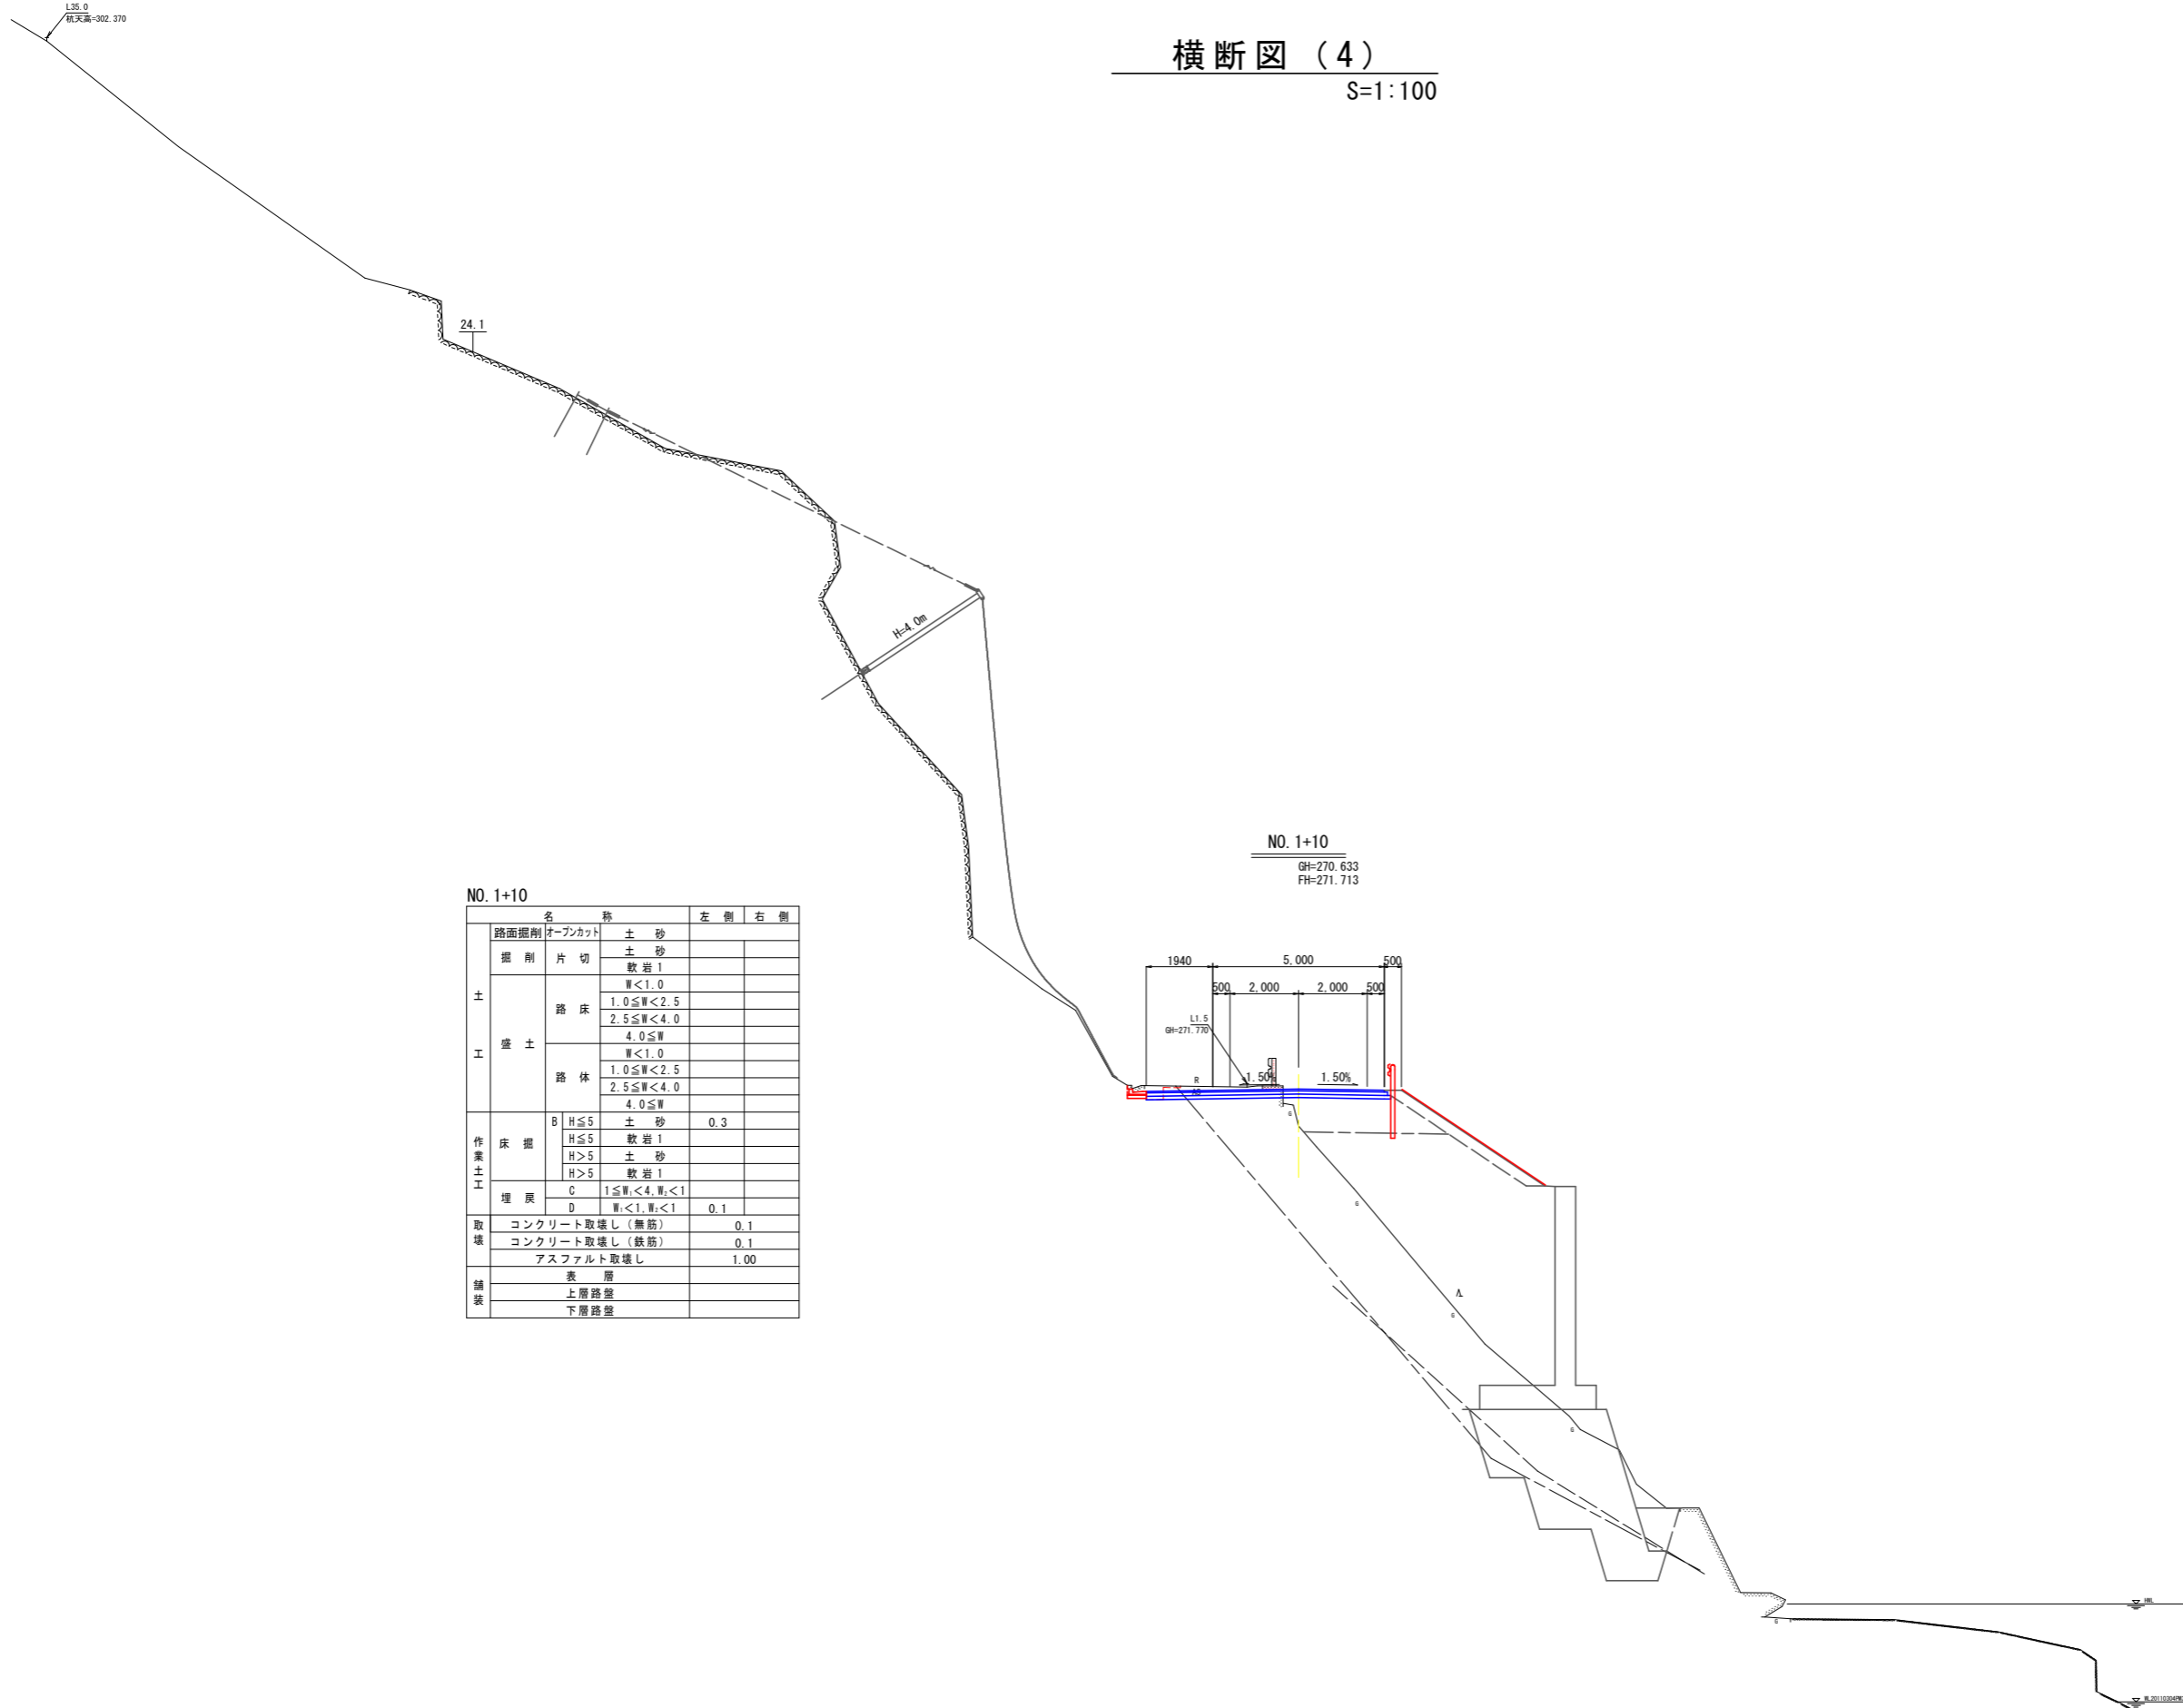 L35.0
杭天高=302.370
横断図（4）
S=1:100
24.1
H=4.0m
NO.1+10
GH=270.633
FH=271.713
1940 5,000 500
500 2,000 2,000 500
L1.5
GH=271.770
1.50% 1.50%
R
AS
G
G
G
G
HWL
NO.1+10
名 称 左 側 右 側
土 工 路面掘削 オープンカット 土 砂
掘 削 片 切 土 砂
軟岩1
盛 土 路 床 W＜1.0
1.0≦W＜2.5
2.5≦W＜4.0
4.0≦W
路 体 W＜1.0
1.0≦W＜2.5
2.5≦W＜4.0
4.0≦W
作業土工 床 掘 B H≦5 土 砂 0.3
H≦5 軟岩1
H＞5 土 砂
H＞5 軟岩1
埋 戻 C 1≦W₁＜4,W₂＜1
D W₁＜1,W₂＜1 0.1
取壊 コンクリート取壊し（無筋） 0.1
コンクリート取壊し（鉄筋） 0.1
アスファルト取壊し 1.00
舗装 表 層
上層路盤
下層路盤